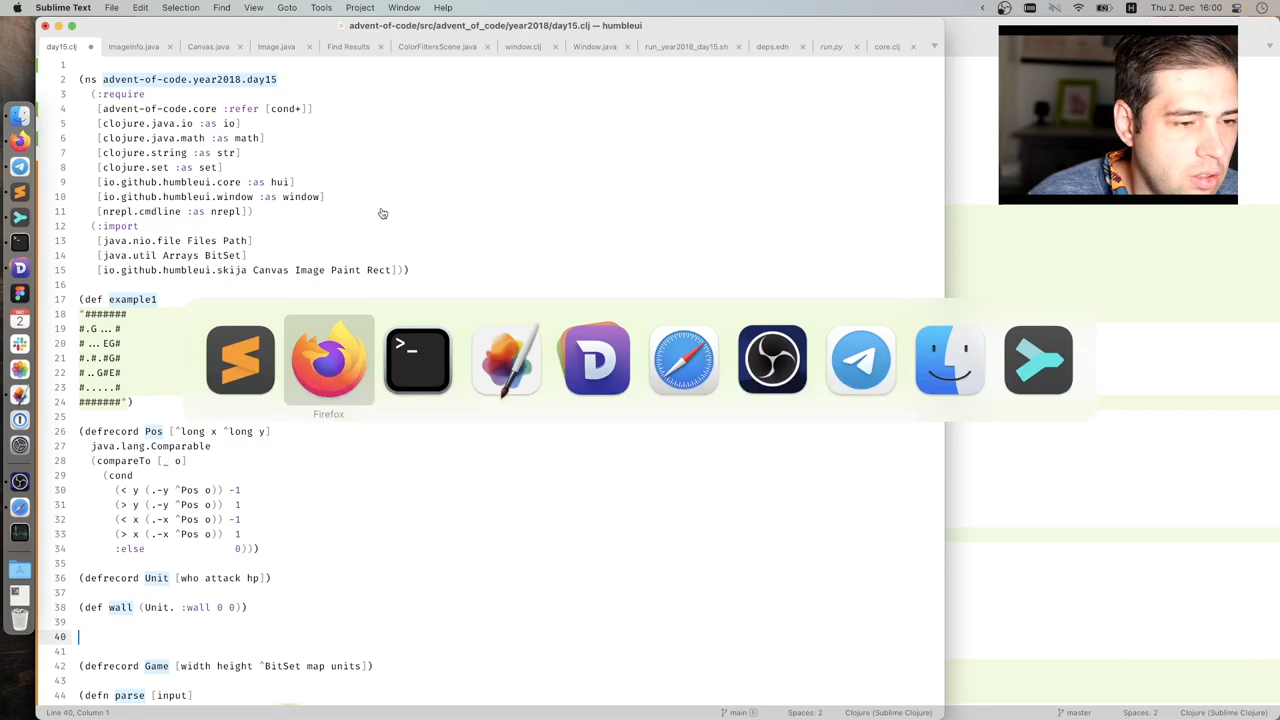 Sublime Text File Edit Selection Find View Goto Tools Project Window Help
Thu 2. Dec 16:00
advent-of-code/src/advent_of_code/year2018/day15.clj — humbleui
day15.clj ImageInfo.java Canvas.java Image.java Find Results ColorFiltersScene.java window.clj Window.java run_year2018_day15.sh deps.edn run.py core.clj
1
2 (ns advent-of-code.year2018.day15
3 (:require
4 [advent-of-code.core :refer [cond+]]
5 [clojure.java.io :as io]
6 [clojure.java.math :as math]
7 [clojure.string :as str]
8 [clojure.set :as set]
9 [io.github.humbleui.core :as hui]
10 [io.github.humbleui.window :as window]
11 [nrepl.cmdline :as nrepl])
12 (:import
13 [java.nio.file Files Path]
14 [java.util Arrays BitSet]
15 [io.github.humbleui.skija Canvas Image Paint Rect]))
16
17 (def example1
18 "#######
19 #.G...#
20 #...EG#
21 #.#.#G#
22 #..G#E#
23 #.....#
24 #######")
25
26 (defrecord Pos [^long x ^long y]
27 java.lang.Comparable
28 (compareTo [_ o]
29 (cond
30 (< y (.-y ^Pos o)) -1
31 (> y (.-y ^Pos o)) 1
32 (< x (.-x ^Pos o)) -1
33 (> x (.-x ^Pos o)) 1
34 :else 0)))
35
36 (defrecord Unit [who attack hp])
37
38 (def wall (Unit. :wall 0 0))
39
40
41
42 (defrecord Game [width height ^BitSet map units])
43
44 (defn parse [input]
Firefox
DEC
2
Line 40, Column 1 main 8 Spaces: 2 Clojure (Sublime Clojure) master Spaces: 2 Clojure (Sublime Clojure)